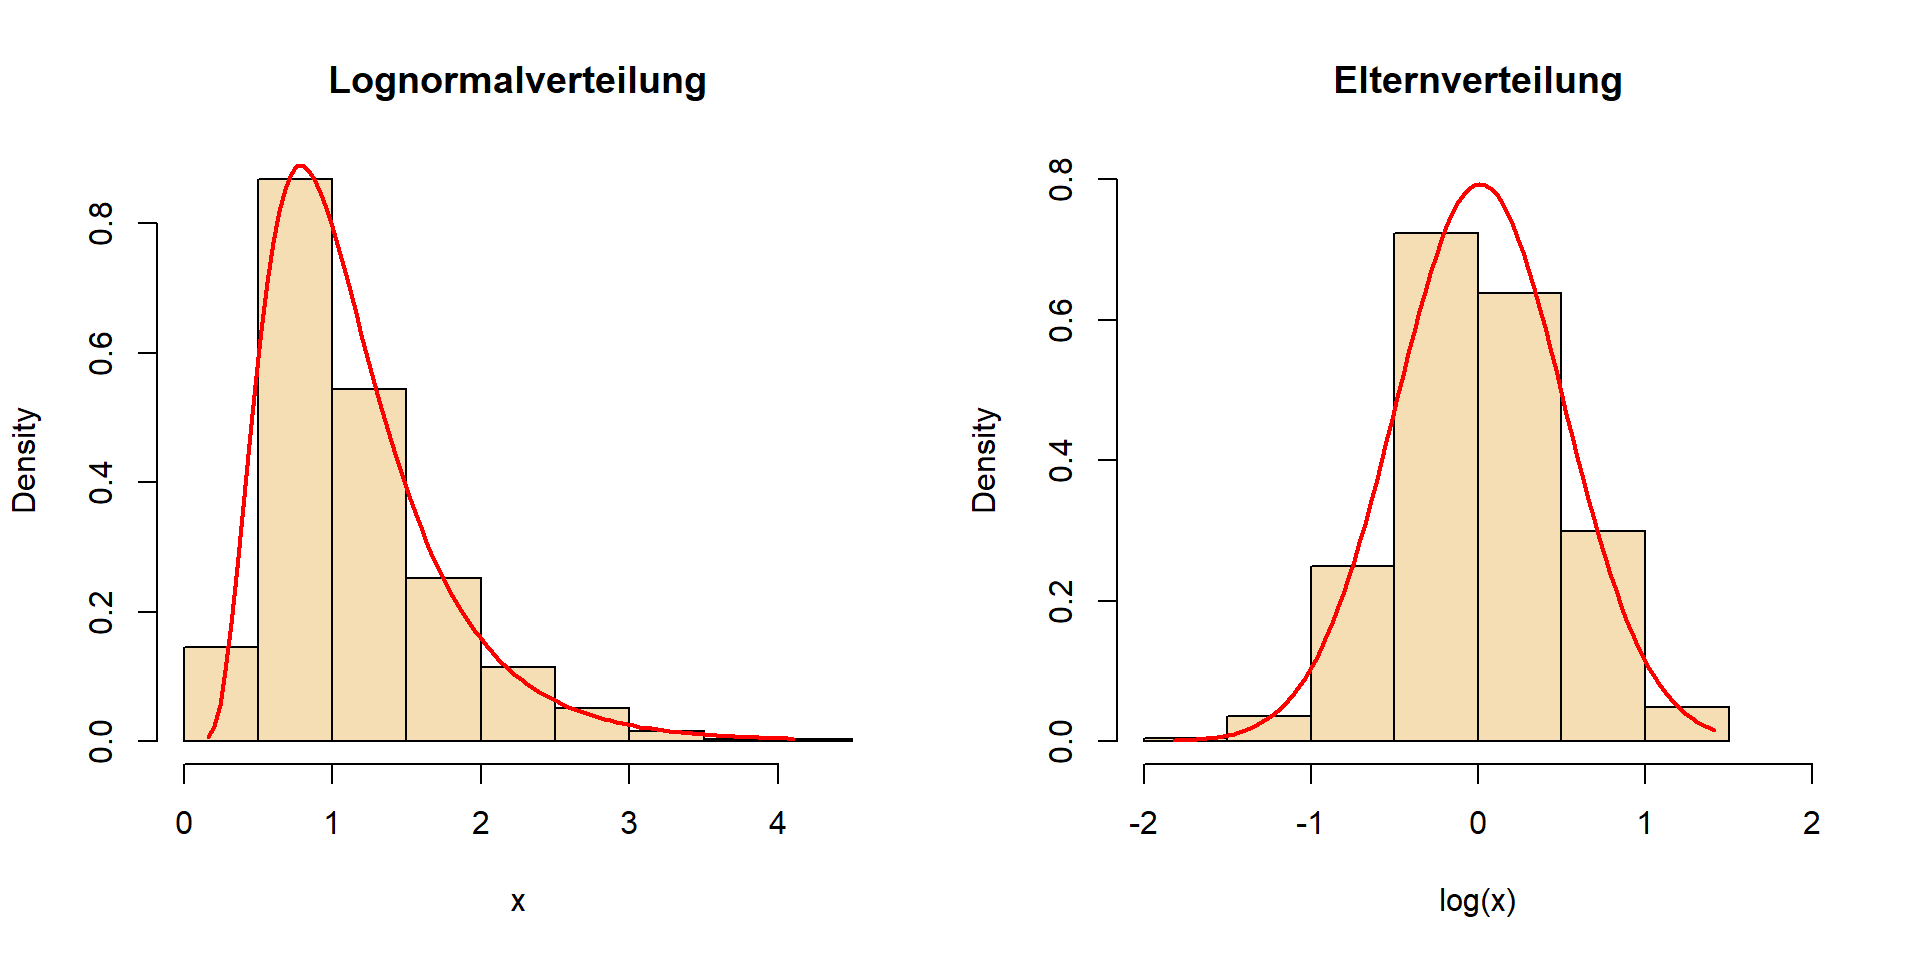 Lognormalverteilung
Density
0.0 0.2 0.4 0.6 0.8
0 1 2 3 4
x
Elternverteilung
Density
0.0 0.2 0.4 0.6 0.8
-2 -1 0 1 2
log(x)